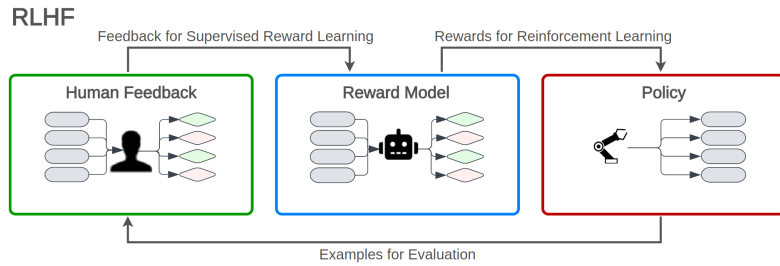 RLHF
Feedback for Supervised Reward Learning
Rewards for Reinforcement Learning
Human Feedback
Reward Model
Policy
Examples for Evaluation